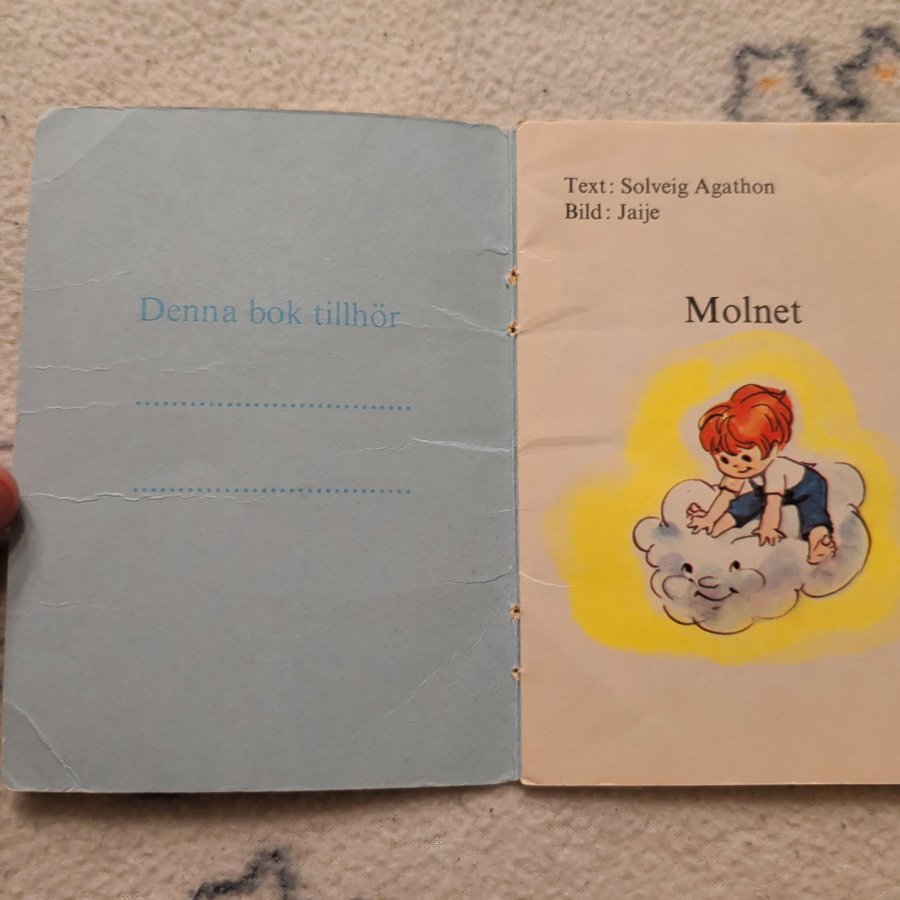 Denna bok tillhör
Text: Solveig Agathon
Bild: Jaije
Molnet